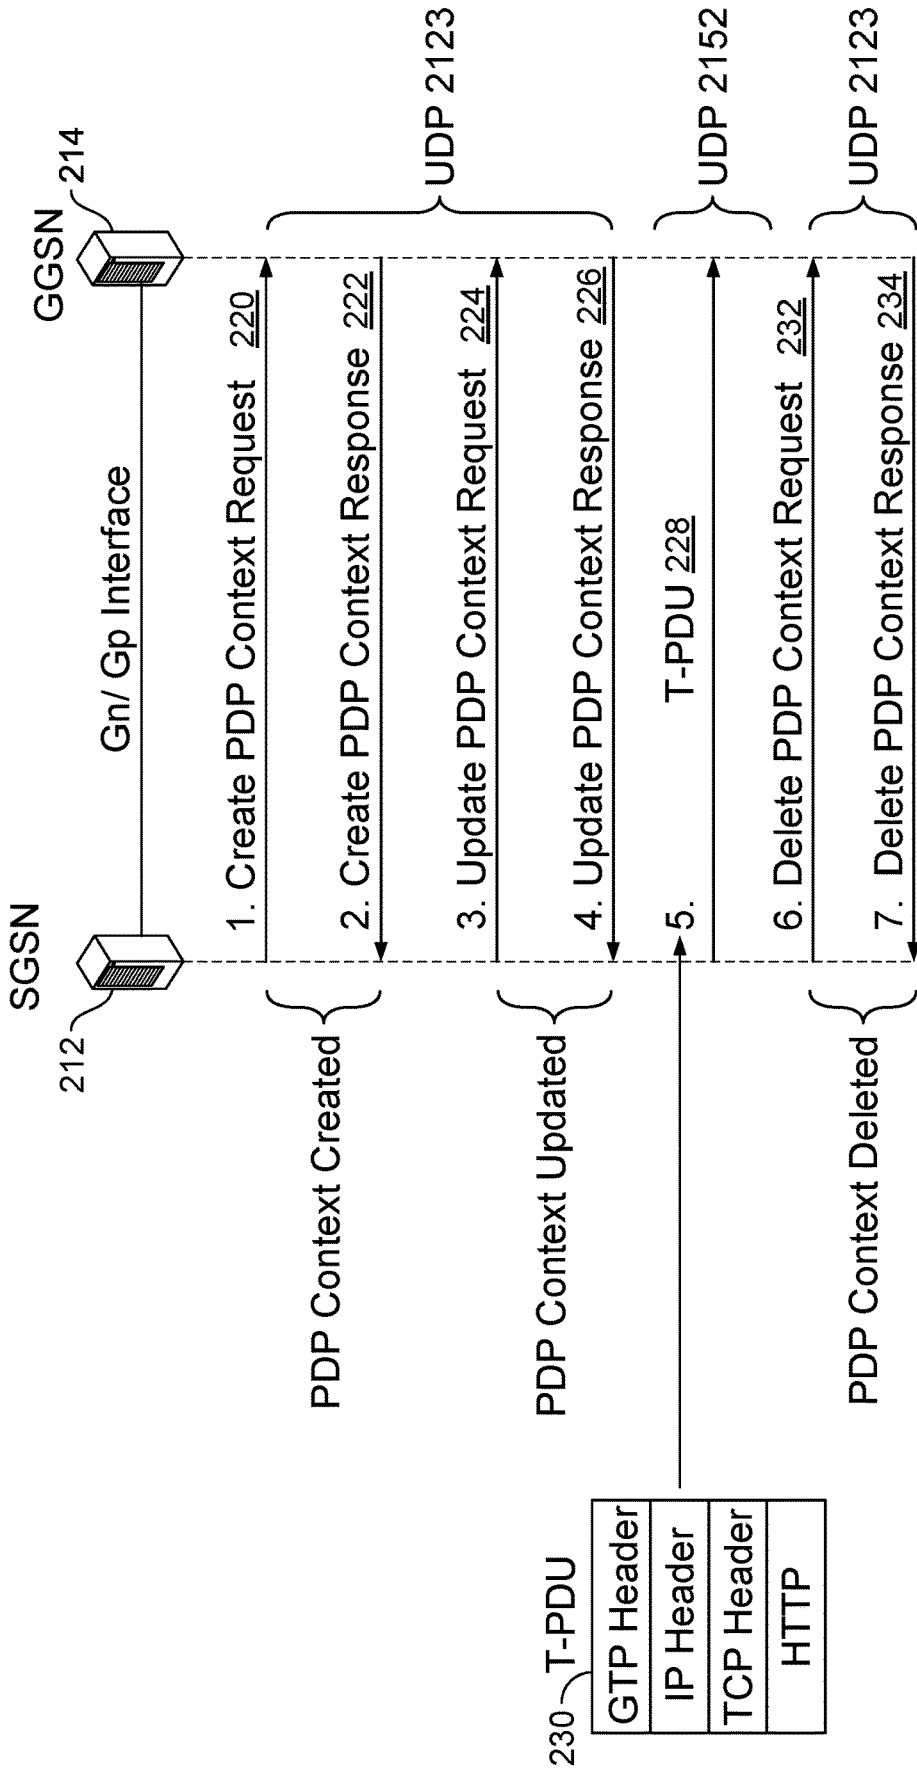 SGSN
GGSN
212
214
Gn/ Gp Interface
1. Create PDP Context Request 220
2. Create PDP Context Response 222
PDP Context Created
3. Update PDP Context Request 224
4. Update PDP Context Response 226
PDP Context Updated
UDP 2123
5. T-PDU 228
UDP 2152
6. Delete PDP Context Request 232
7. Delete PDP Context Response 234
PDP Context Deleted
UDP 2123
T-PDU
230
GTP Header
IP Header
TCP Header
HTTP